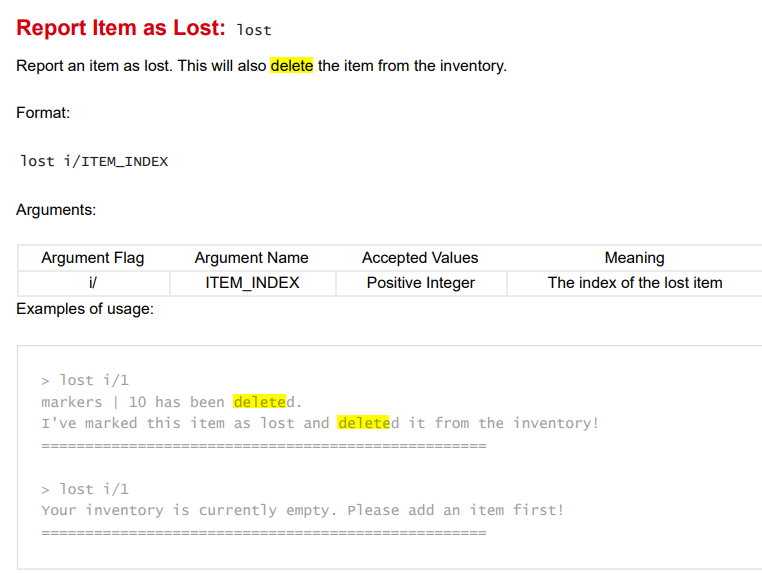 Report Item as Lost: lost
Report an item as lost. This will also delete the item from the inventory.
Format:
lost i/ITEM_INDEX
Arguments:
Argument Flag Argument Name Accepted Values Meaning
i/ ITEM_INDEX Positive Integer The index of the lost item
Examples of usage:
> lost i/1
markers | 10 has been deleted.
I've marked this item as lost and deleted it from the inventory!
===================================================
> lost i/1
Your inventory is currently empty. Please add an item first!
===================================================